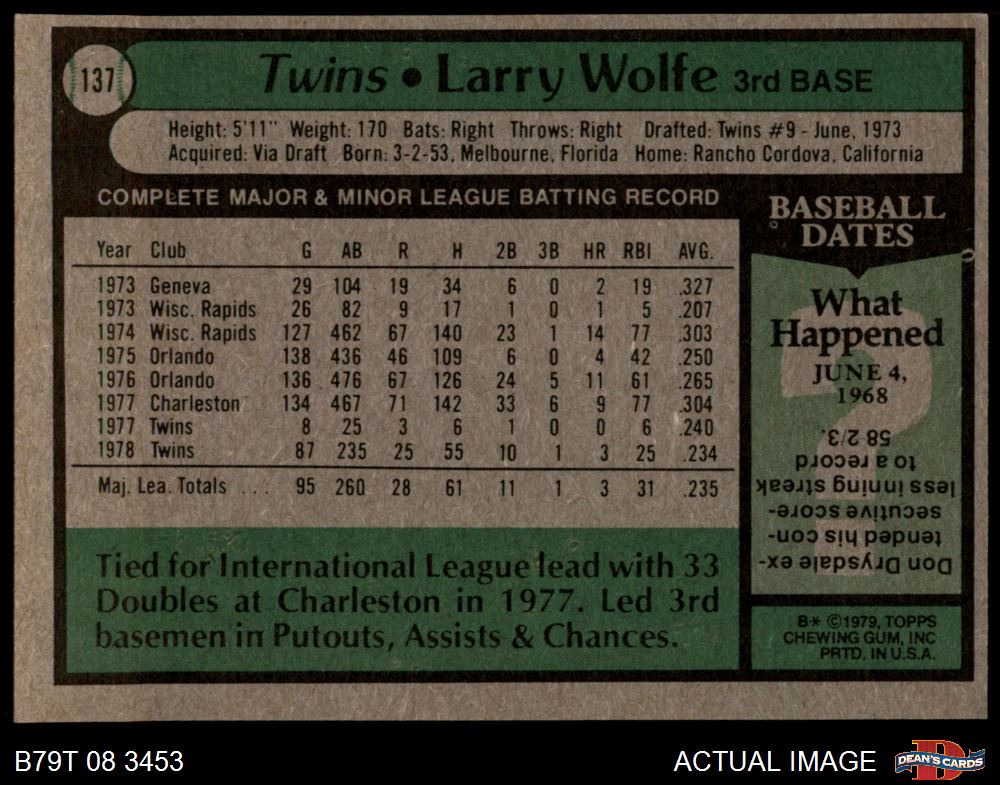 137
Twins • Larry Wolfe 3rd BASE
Height: 5'11" Weight: 170 Bats: Right Throws: Right Drafted: Twins #9 - June, 1973
Acquired: Via Draft Born: 3-2-53, Melbourne, Florida Home: Rancho Cordova, California
COMPLETE MAJOR & MINOR LEAGUE BATTING RECORD
Year Club G AB R H 2B 3B HR RBI AVG.
1973 Geneva 29 104 19 34 6 0 2 19 .327
1973 Wisc. Rapids 26 82 9 17 1 0 1 5 .207
1974 Wisc. Rapids 127 462 67 140 23 1 14 77 .303
1975 Orlando 138 436 46 109 6 0 4 42 .250
1976 Orlando 136 476 67 126 24 5 11 61 .265
1977 Charleston 134 467 71 142 33 6 9 77 .304
1977 Twins 8 25 3 6 1 0 0 6 .240
1978 Twins 87 235 25 55 10 1 3 25 .234
Maj. Lea. Totals ... 95 260 28 61 11 1 3 31 .235
Tied for International League lead with 33
Doubles at Charleston in 1977. Led 3rd
basemen in Putouts, Assists & Chances.
BASEBALL
DATES
What
Happened
JUNE 4,
1968
Don Drysdale ex-
tended his con-
secutive score-
less inning streak
to a record
58 2/3.
B* ©1979, TOPPS
CHEWING GUM, INC
PRTD. IN U.S.A.
B79T 08 3453
ACTUAL IMAGE
DEAN'S CARDS